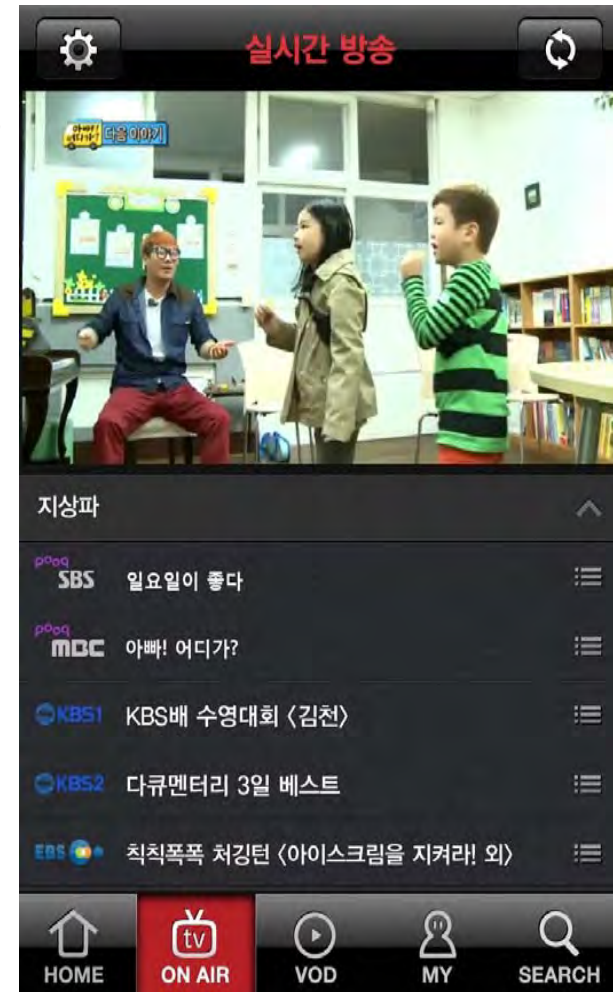 실시간 방송
아빠! 어디가? 다음 이야기
지상파
pooq SBS 일요일이 좋다
pooq MBC 아빠! 어디가?
KBS1 KBS배 수영대회 〈김천〉
KBS2 다큐멘터리 3일 베스트
EBS 칙칙폭폭 처깅턴 〈아이스크림을 지켜라! 외〉
tv
HOME ON AIR VOD MY SEARCH